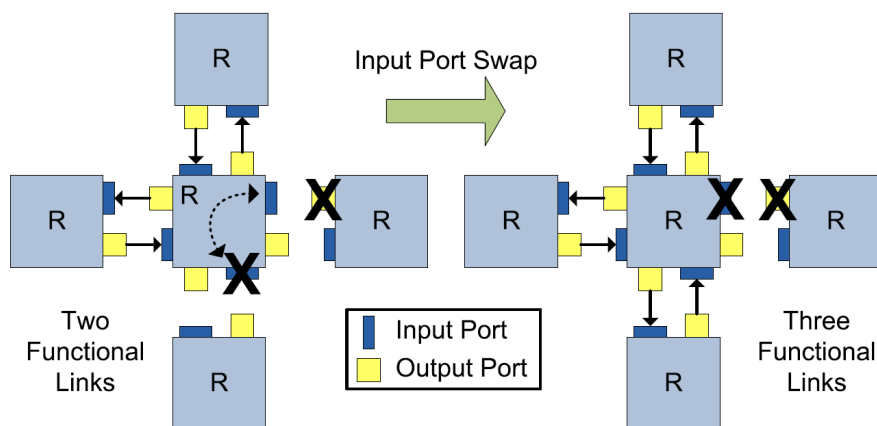 R
Input Port Swap
R
R
R
R
R
R
R
R
Two
Functional
Links
R
Input Port
Output Port
Three
Functional
Links
R